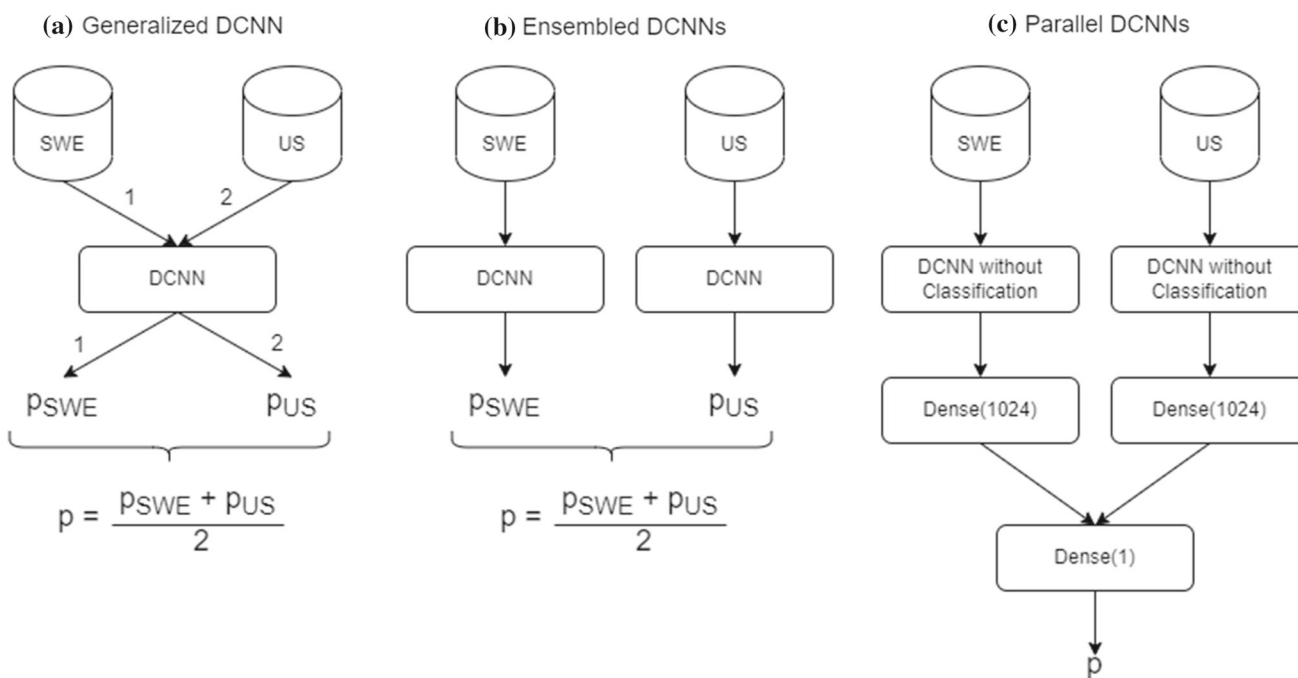 (a) Generalized DCNN
SWE
US
1
2
DCNN
1
2
pSWE
pUS
p = pSWE + pUS
2
(b) Ensembled DCNNs
SWE
US
DCNN
DCNN
pSWE
pUS
p = pSWE + pUS
2
(c) Parallel DCNNs
SWE
US
DCNN without
Classification
DCNN without
Classification
Dense(1024)
Dense(1024)
Dense(1)
p